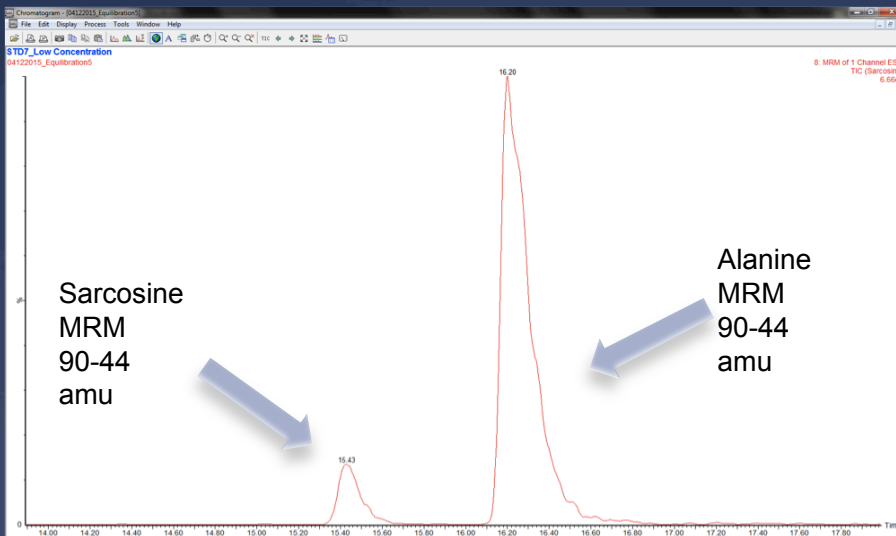 Chromatogram - [04122015_Equilibration5]
File Edit Display Process Tools Window Help
TIC
STD7_Low Concentration
04122015_Equilibration5
8: MRM of 1 Channel ES
TIC (Sarcosin
6.66
16.20
%
Sarcosine
MRM
90-44
amu
Alanine
MRM
90-44
amu
15.43
0
14.00 14.20 14.40 14.60 14.80 15.00 15.20 15.40 15.60 15.80 16.00 16.20 16.40 16.60 16.80 17.00 17.20 17.40 17.60 17.80
Tim